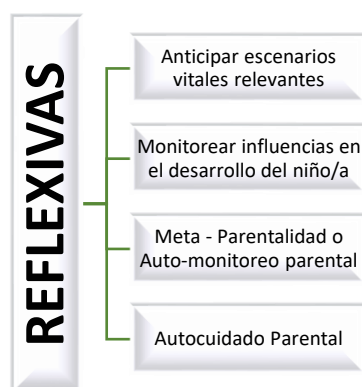 REFLEXIVAS
Anticipar escenarios
vitales relevantes
Monitorear influencias en
el desarrollo del niño/a
Meta - Parentalidad o
Auto-monitoreo parental
Autocuidado Parental